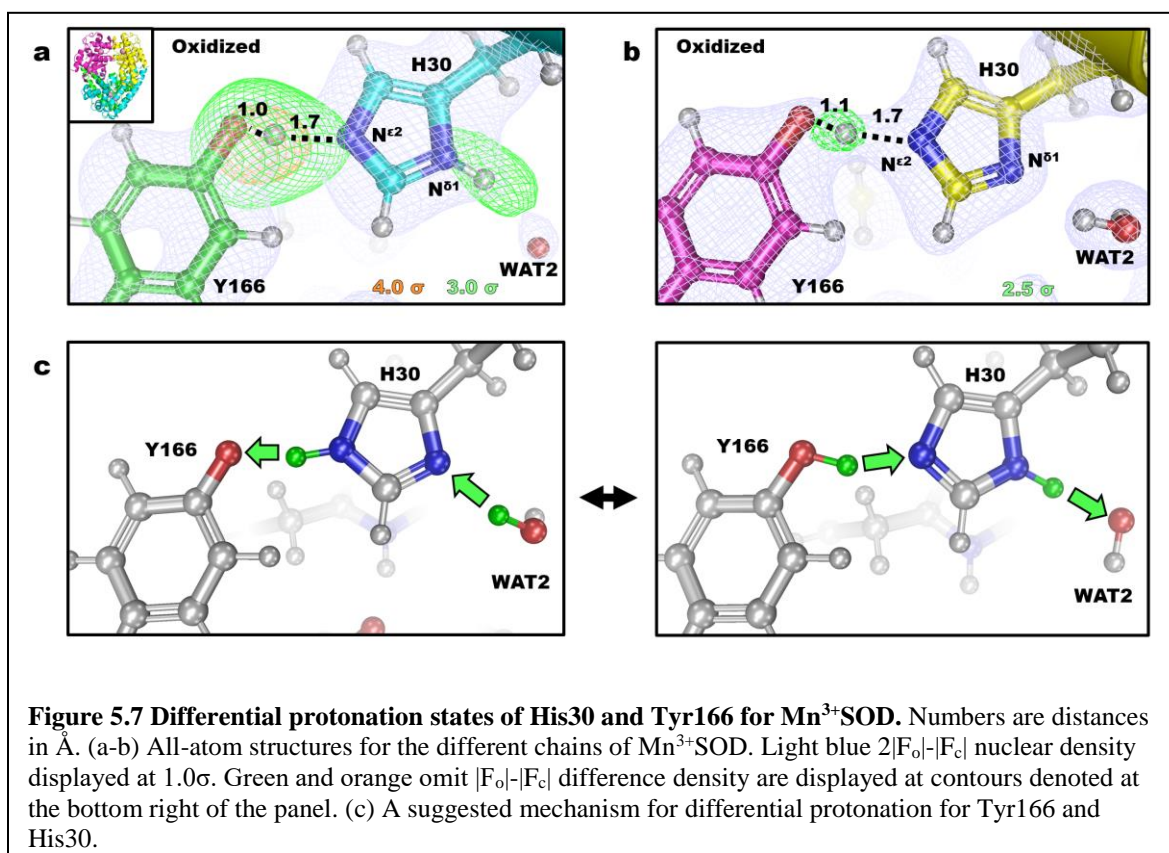 a Oxidized H30
1.0 1.7 Nε2
Nδ1
WAT2
Y166 4.0 σ 3.0 σ
b Oxidized H30
1.1 1.7
Nε2 Nδ1
WAT2
Y166 2.5 σ
c H30
Y166
WAT2
H30
Y166
WAT2
Figure 5.7 Differential protonation states of His30 and Tyr166 for Mn³⁺SOD. Numbers are distances
in Å. (a-b) All-atom structures for the different chains of Mn³⁺SOD. Light blue 2|Fₒ|-|F꜀| nuclear density
displayed at 1.0σ. Green and orange omit |Fₒ|-|F꜀| difference density are displayed at contours denoted at
the bottom right of the panel. (c) A suggested mechanism for differential protonation for Tyr166 and
His30.